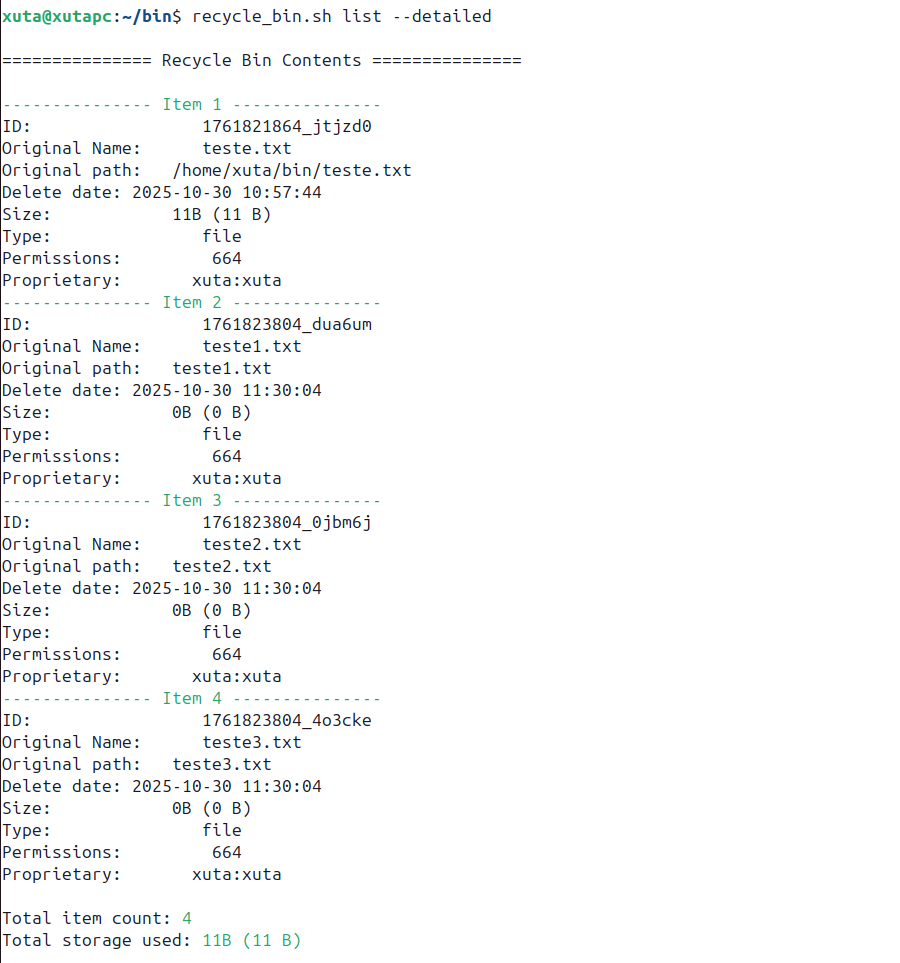 xuta@xutapc:~/bin$ recycle_bin.sh list --detailed
=============== Recycle Bin Contents ===============
--------------- Item 1 ---------------
ID:                 1761821864_jtjzd0
Original Name:      teste.txt
Original path:   /home/xuta/bin/teste.txt
Delete date: 2025-10-30 10:57:44
Size:            11B (11 B)
Type:               file
Permissions:         664
Proprietary:       xuta:xuta
--------------- Item 2 ---------------
ID:                 1761823804_dua6um
Original Name:      teste1.txt
Original path:   teste1.txt
Delete date: 2025-10-30 11:30:04
Size:            0B (0 B)
Type:               file
Permissions:         664
Proprietary:       xuta:xuta
--------------- Item 3 ---------------
ID:                 1761823804_0jbm6j
Original Name:      teste2.txt
Original path:   teste2.txt
Delete date: 2025-10-30 11:30:04
Size:            0B (0 B)
Type:               file
Permissions:         664
Proprietary:       xuta:xuta
--------------- Item 4 ---------------
ID:                 1761823804_4o3cke
Original Name:      teste3.txt
Original path:   teste3.txt
Delete date: 2025-10-30 11:30:04
Size:            0B (0 B)
Type:               file
Permissions:         664
Proprietary:       xuta:xuta
Total item count: 4
Total storage used: 11B (11 B)